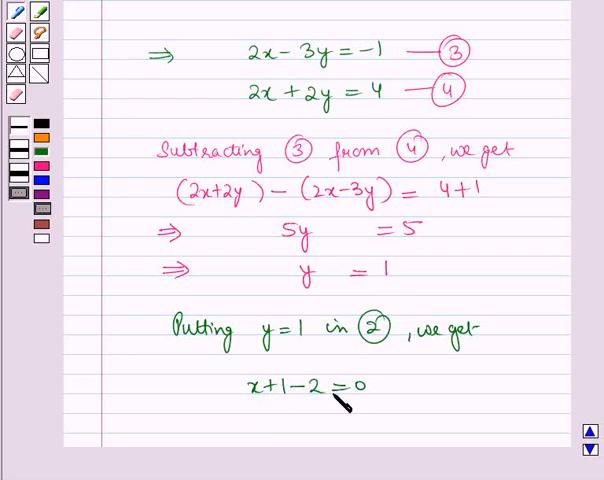 ⇒ 2x - 3y = -1 — ③
2x + 2y = 4 — ④
Subtracting ③ from ④, we get
(2x+2y) - (2x-3y) = 4+1
⇒ 5y = 5
⇒ y = 1
Putting y=1 in ②, we get
x+1-2=0